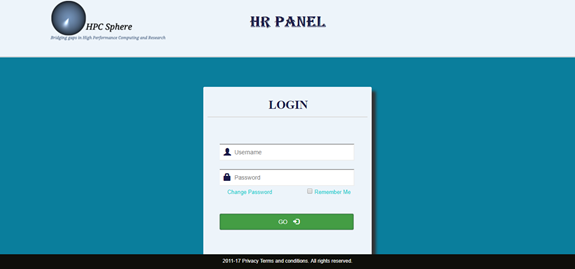 HPC Sphere
Bridging gaps in High Performance Computing and Research
HR PANEL
LOGIN
Username
Password
Change Password
Remember Me
GO
2011-17 Privacy Terms and conditions. All rights reserved.